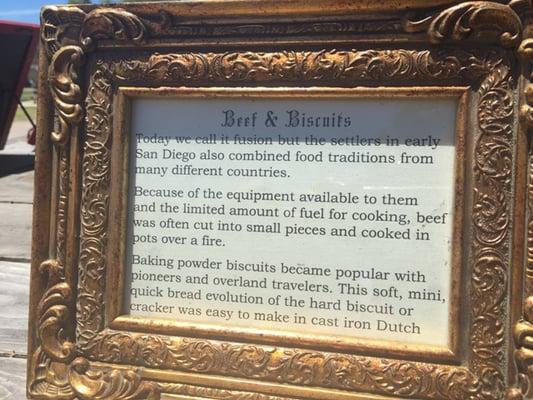 Beef & Biscuits
Today we call it fusion but the settlers in early
San Diego also combined food traditions from
many different countries.
Because of the equipment available to them
and the limited amount of fuel for cooking, beef
was often cut into small pieces and cooked in
pots over a fire.
Baking powder biscuits became popular with
pioneers and overland travelers. This soft, mini,
quick bread evolution of the hard biscuit or
cracker was easy to make in cast iron Dutch